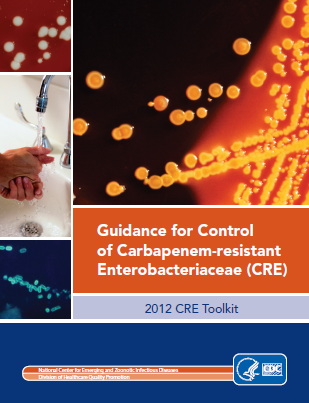 Guidance for Control
of Carbapenem-resistant
Enterobacteriaceae (CRE)
2012 CRE Toolkit
National Center for Emerging and Zoonotic Infectious Diseases
Division of Healthcare Quality Promotion
CDC